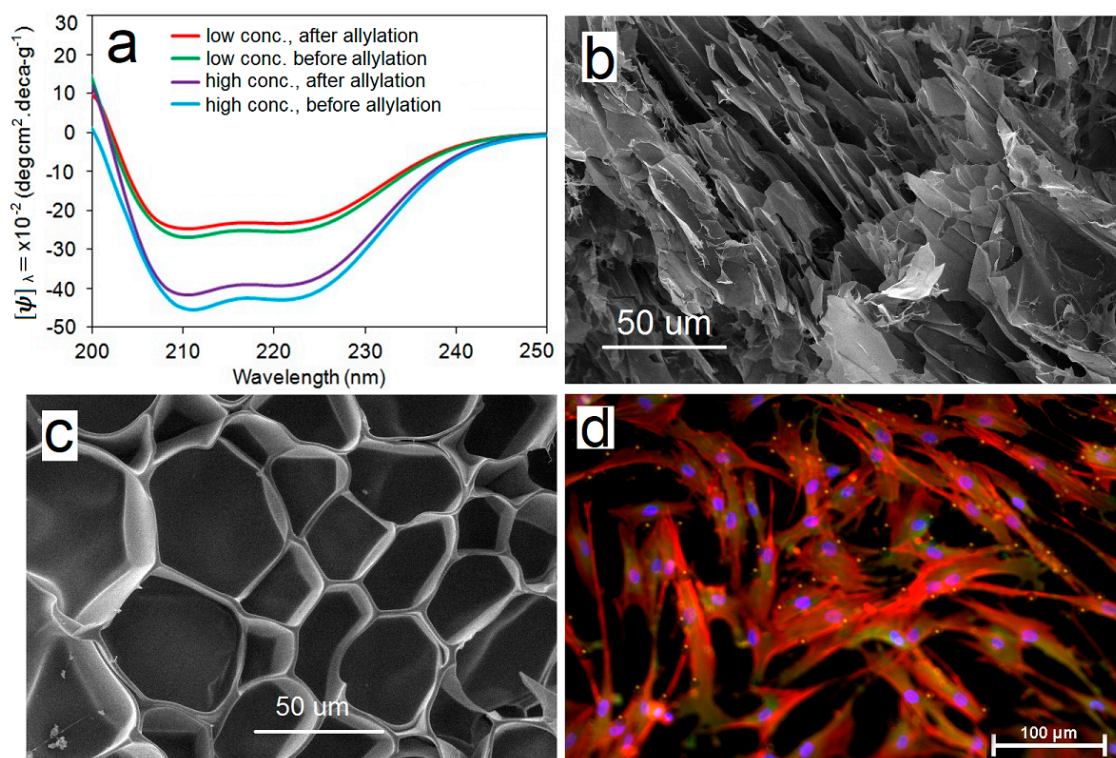 a
low conc., after allylation
low conc. before allylation
high conc., after allylation
high conc., before allylation
30
20
10
0
-10
-20
-30
-40
-50
[ψ] λ = x10⁻² (degcm².deca-g⁻¹)
200
210
220
230
240
250
Wavelength (nm)
b
50 um
c
50 um
d
100 µm